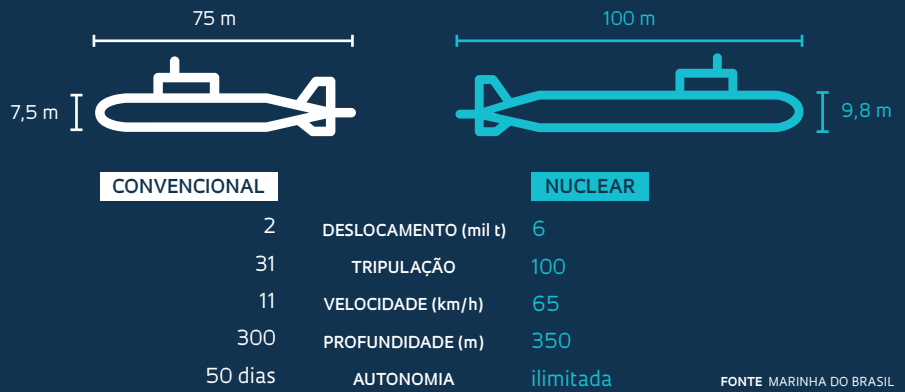 75 m
100 m
7,5 m
9,8 m
CONVENCIONAL
NUCLEAR
2 DESLOCAMENTO (mil t) 6
31 TRIPULAÇÃO 100
11 VELOCIDADE (km/h) 65
300 PROFUNDIDADE (m) 350
50 dias AUTONOMIA ilimitada
FONTE MARINHA DO BRASIL